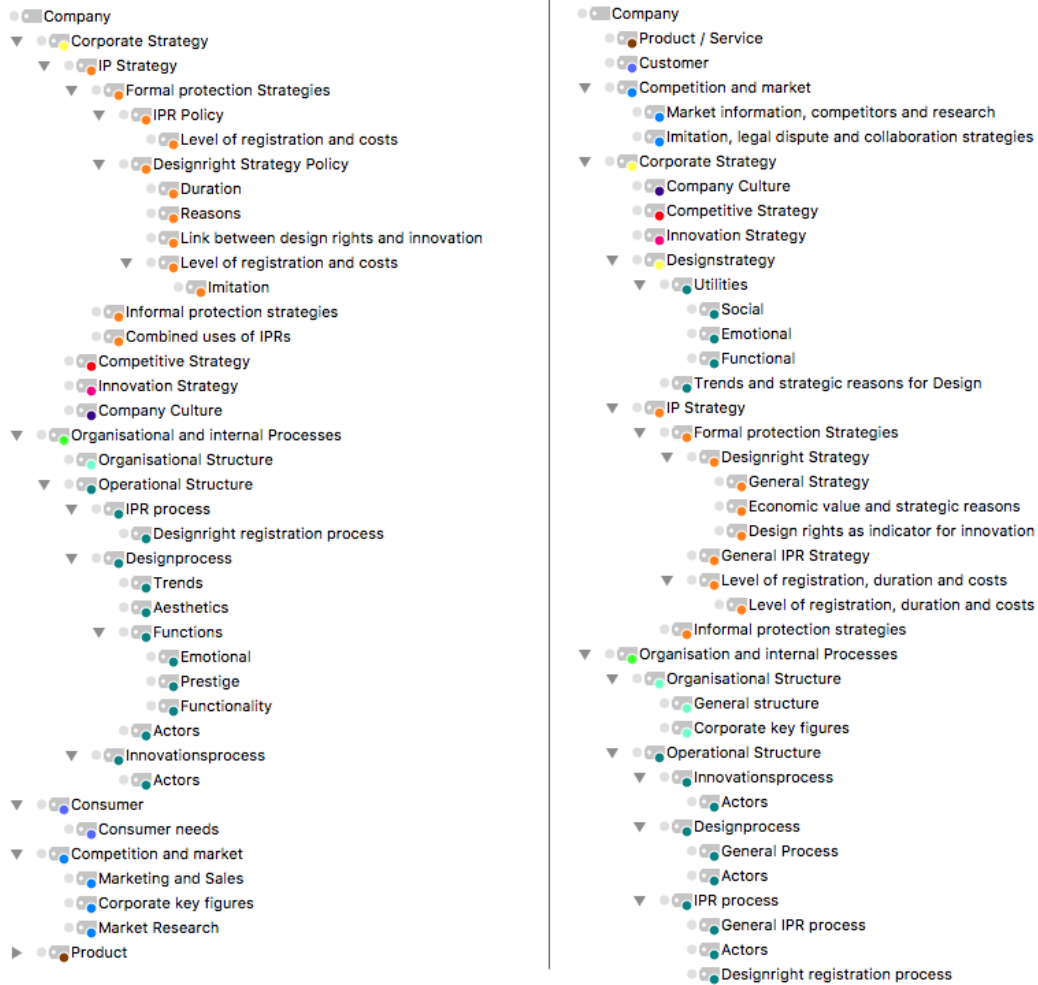 Company
Corporate Strategy
IP Strategy
Formal protection Strategies
IPR Policy
Level of registration and costs
Designright Strategy Policy
Duration
Reasons
Link between design rights and innovation
Level of registration and costs
Imitation
Informal protection strategies
Combined uses of IPRs
Competitive Strategy
Innovation Strategy
Company Culture
Organisational and internal Processes
Organisational Structure
Operational Structure
IPR process
Designright registration process
Designprocess
Trends
Aesthetics
Functions
Emotional
Prestige
Functionality
Actors
Innovationsprocess
Actors
Consumer
Consumer needs
Competition and market
Marketing and Sales
Corporate key figures
Market Research
Product
Company
Product / Service
Customer
Competition and market
Market information, competitors and research
Imitation, legal dispute and collaboration strategies
Corporate Strategy
Company Culture
Competitive Strategy
Innovation Strategy
Designstrategy
Utilities
Social
Emotional
Functional
Trends and strategic reasons for Design
IP Strategy
Formal protection Strategies
Designright Strategy
General Strategy
Economic value and strategic reasons
Design rights as indicator for innovation
General IPR Strategy
Level of registration, duration and costs
Level of registration, duration and costs
Informal protection strategies
Organisation and internal Processes
Organisational Structure
General structure
Corporate key figures
Operational Structure
Innovationsprocess
Actors
Designprocess
General Process
Actors
IPR process
General IPR process
Actors
Designright registration process